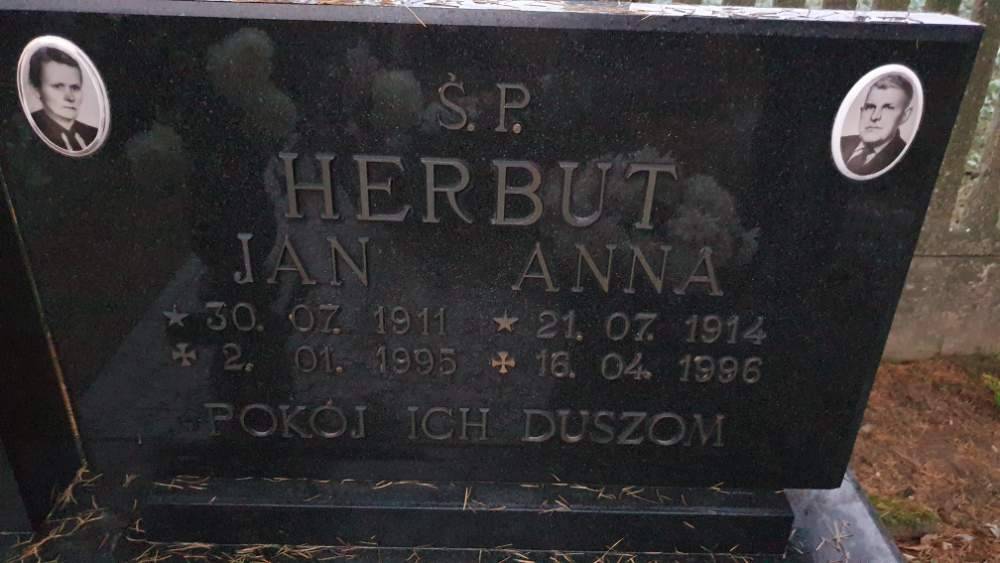 Ś. P.
HERBUT
JAN ANNA
30. 07. 1911 21. 07. 1914
2. 01. 1995 16. 04. 1996
POKÓJ ICH DUSZOM